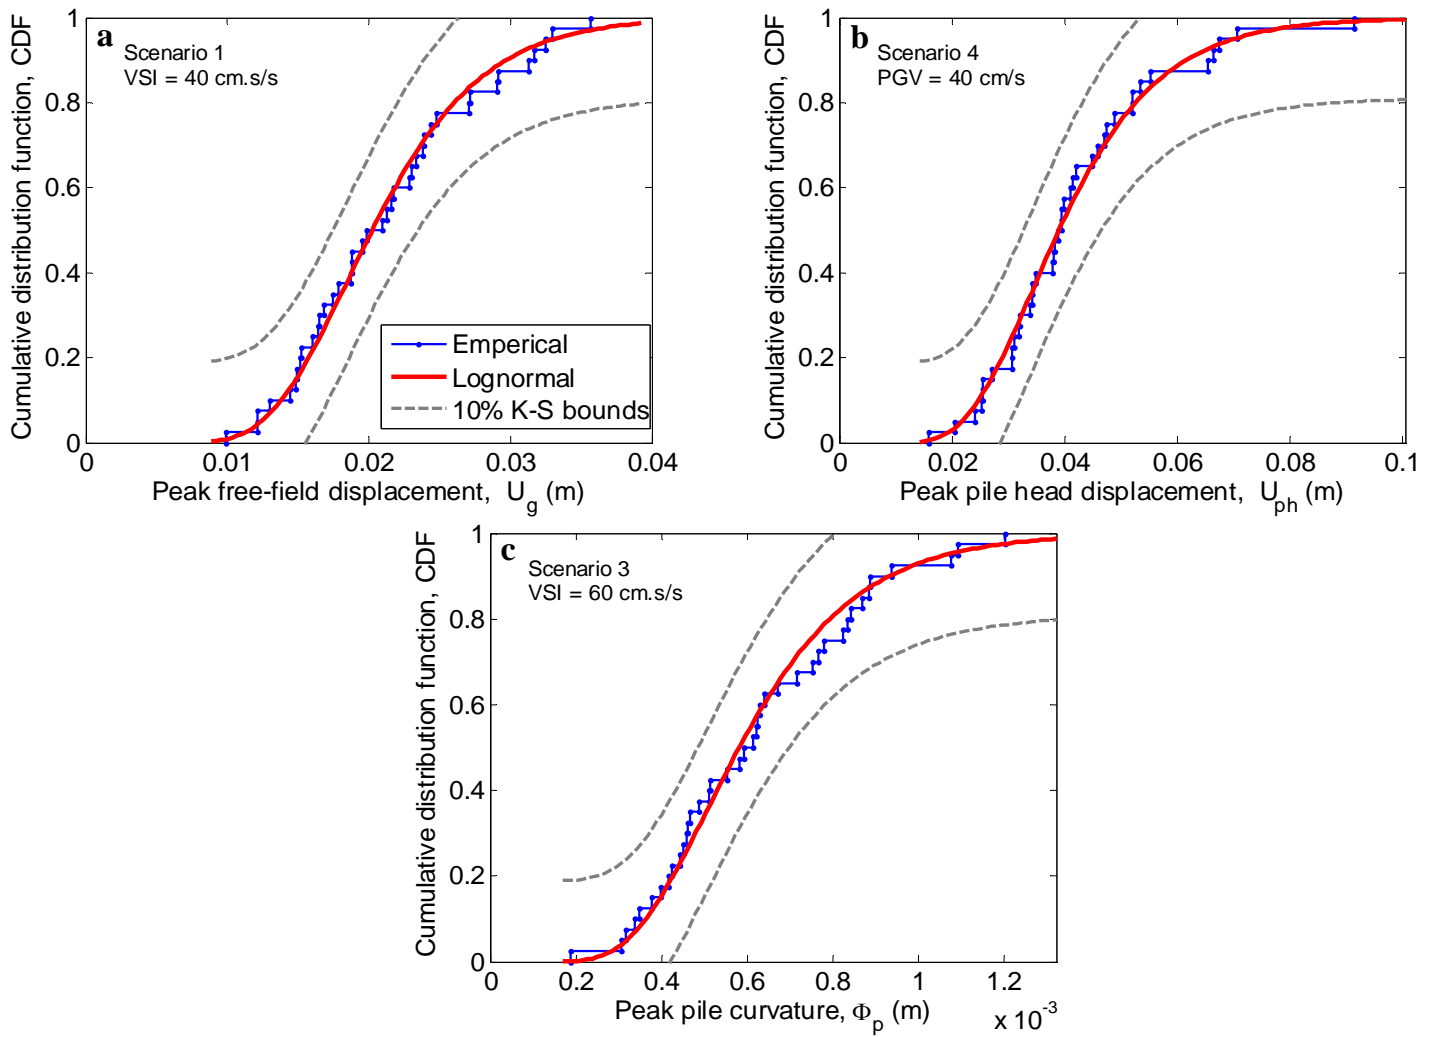 a
Scenario 1
VSI = 40 cm.s/s
Cumulative distribution function, CDF
1
0.8
0.6
0.4
0.2
0
0 0.01 0.02 0.03 0.04
Peak free-field displacement, U_g (m)
Emperical
Lognormal
10% K-S bounds
b
Scenario 4
PGV = 40 cm/s
Cumulative distribution function, CDF
1
0.8
0.6
0.4
0.2
0
0 0.02 0.04 0.06 0.08 0.1
Peak pile head displacement, U_ph (m)
c
Scenario 3
VSI = 60 cm.s/s
Cumulative distribution function, CDF
1
0.8
0.6
0.4
0.2
0
0 0.2 0.4 0.6 0.8 1 1.2
Peak pile curvature, Φ_p (m)
x 10^-3